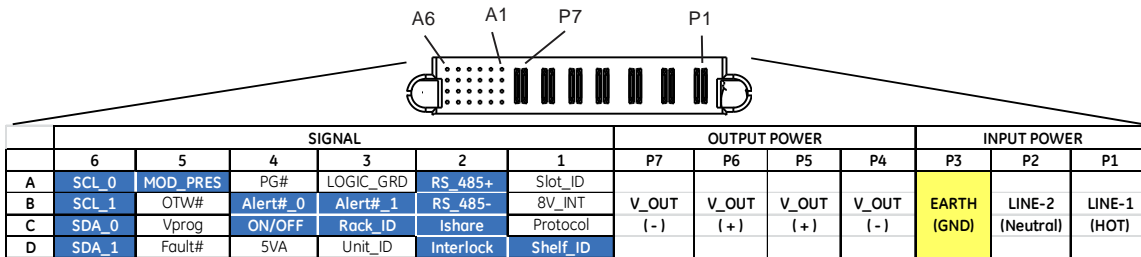 A6 A1 P7 P1
SIGNAL OUTPUT POWER INPUT POWER
6 5 4 3 2 1 P7 P6 P5 P4 P3 P2 P1
A SCL_0 MOD_PRES PG# LOGIC_GRD RS_485+ Slot_ID
B SCL_1 OTW# Alert#_0 Alert#_1 RS_485- 8V_INT V_OUT V_OUT V_OUT V_OUT EARTH LINE-2 LINE-1
C SDA_0 Vprog ON/OFF Rack_ID Ishare Protocol (-) (+) (+) (-) (GND) (Neutral) (HOT)
D SDA_1 Fault# 5VA Unit_ID Interlock Shelf_ID